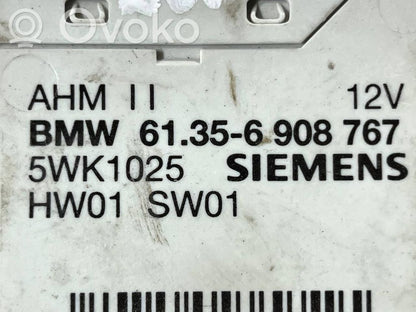 OVOKO
AHM II 12V
BMW 61.35-6 908 767
5WK1025 SIEMENS
HW01 SW01